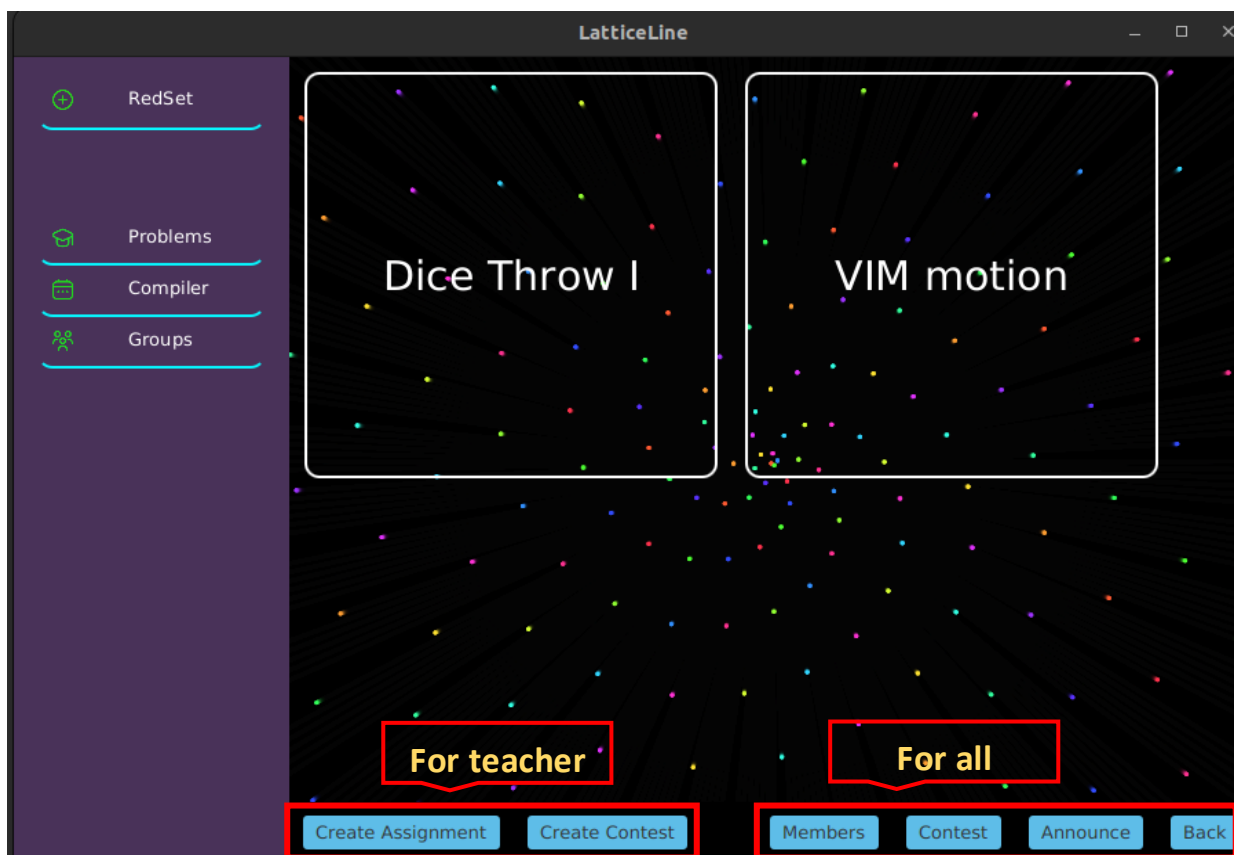 LatticeLine
RedSet
Problems
Compiler
Groups
Dice Throw I
VIM motion
For teacher
For all
Create Assignment
Create Contest
Members
Contest
Announce
Back